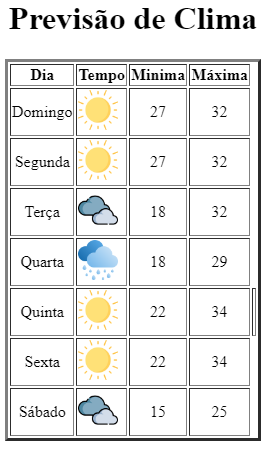 Previsão de Clima
Dia Tempo Minima Máxima
Domingo 27 32
Segunda 27 32
Terça 18 32
Quarta 18 29
Quinta 22 34
Sexta 22 34
Sábado 15 25